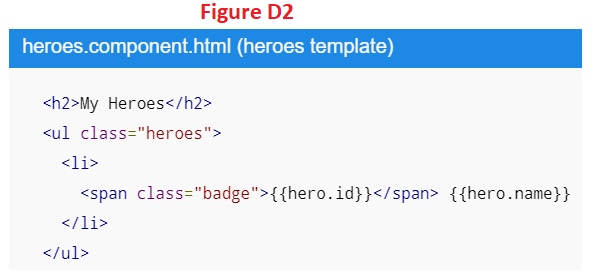 Figure D2
heroes.component.html (heroes template)
<h2>My Heroes</h2>
<ul class="heroes">
<li>
<span class="badge">{{hero.id}}</span> {{hero.name}}
</li>
</ul>